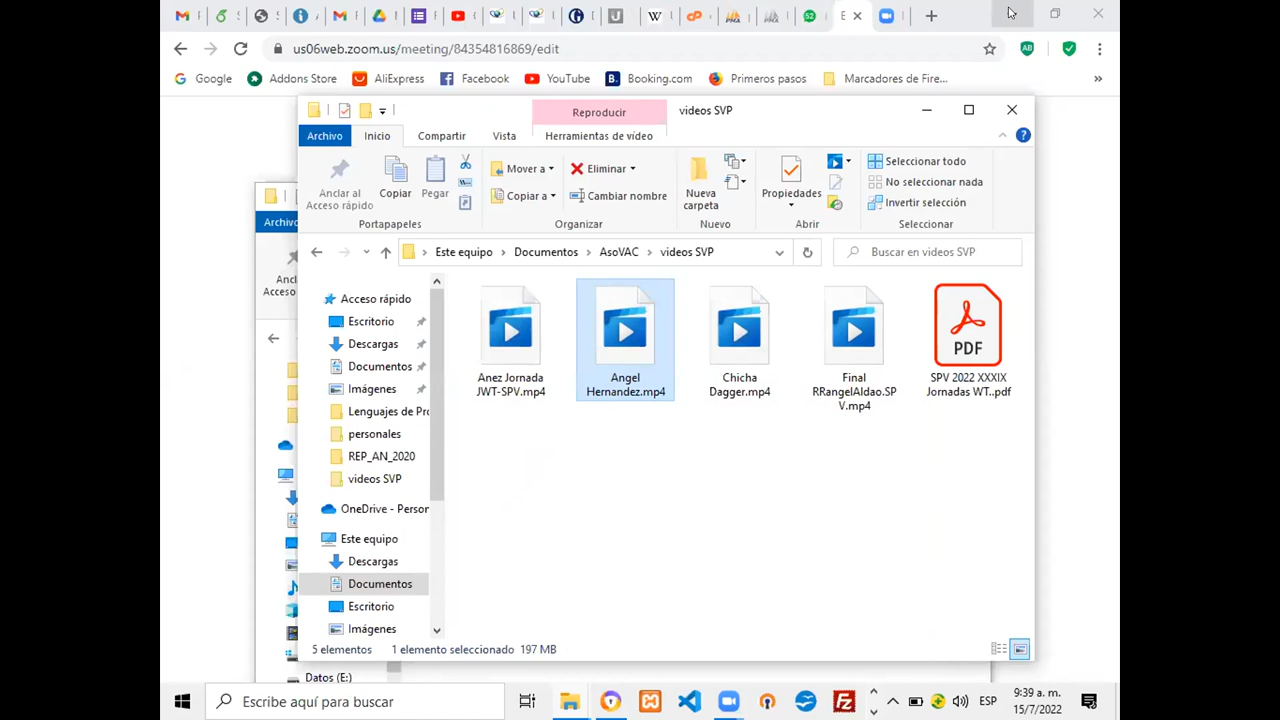 52
E
us06web.zoom.us/meeting/84354816869/edit
Google
Addons Store
AliExpress
Facebook
YouTube
Booking.com
Primeros pasos
Marcadores de Fire...
Reproducir
videos SVP
Archivo
Inicio
Compartir
Vista
Herramientas de vídeo
Anclar al
Acceso rápido
Copiar
Pegar
Mover a
Copiar a
Eliminar
Cambiar nombre
Nueva
carpeta
Propiedades
Seleccionar todo
No seleccionar nada
Invertir selección
Portapapeles
Organizar
Nuevo
Abrir
Seleccionar
Archivo
Ancl
Acceso
Este equipo
Documentos
AsoVAC
videos SVP
Buscar en videos SVP
Acceso rápido
Escritorio
Descargas
Documentos
Imágenes
Lenguajes de Pro
personales
REP_AN_2020
videos SVP
OneDrive - Person
Este equipo
Descargas
Documentos
Escritorio
Imágenes
Anez Jornada
JWT-SPV.mp4
Angel
Hernandez.mp4
Chicha
Dagger.mp4
Final
RRangelAldao.SP
V.mp4
PDF
SPV 2022 XXXIX
Jornadas WT..pdf
5 elementos
1 elemento seleccionado 197 MB
Datos (E:)
Escribe aquí para buscar
ESP
9:39 a. m.
15/7/2022